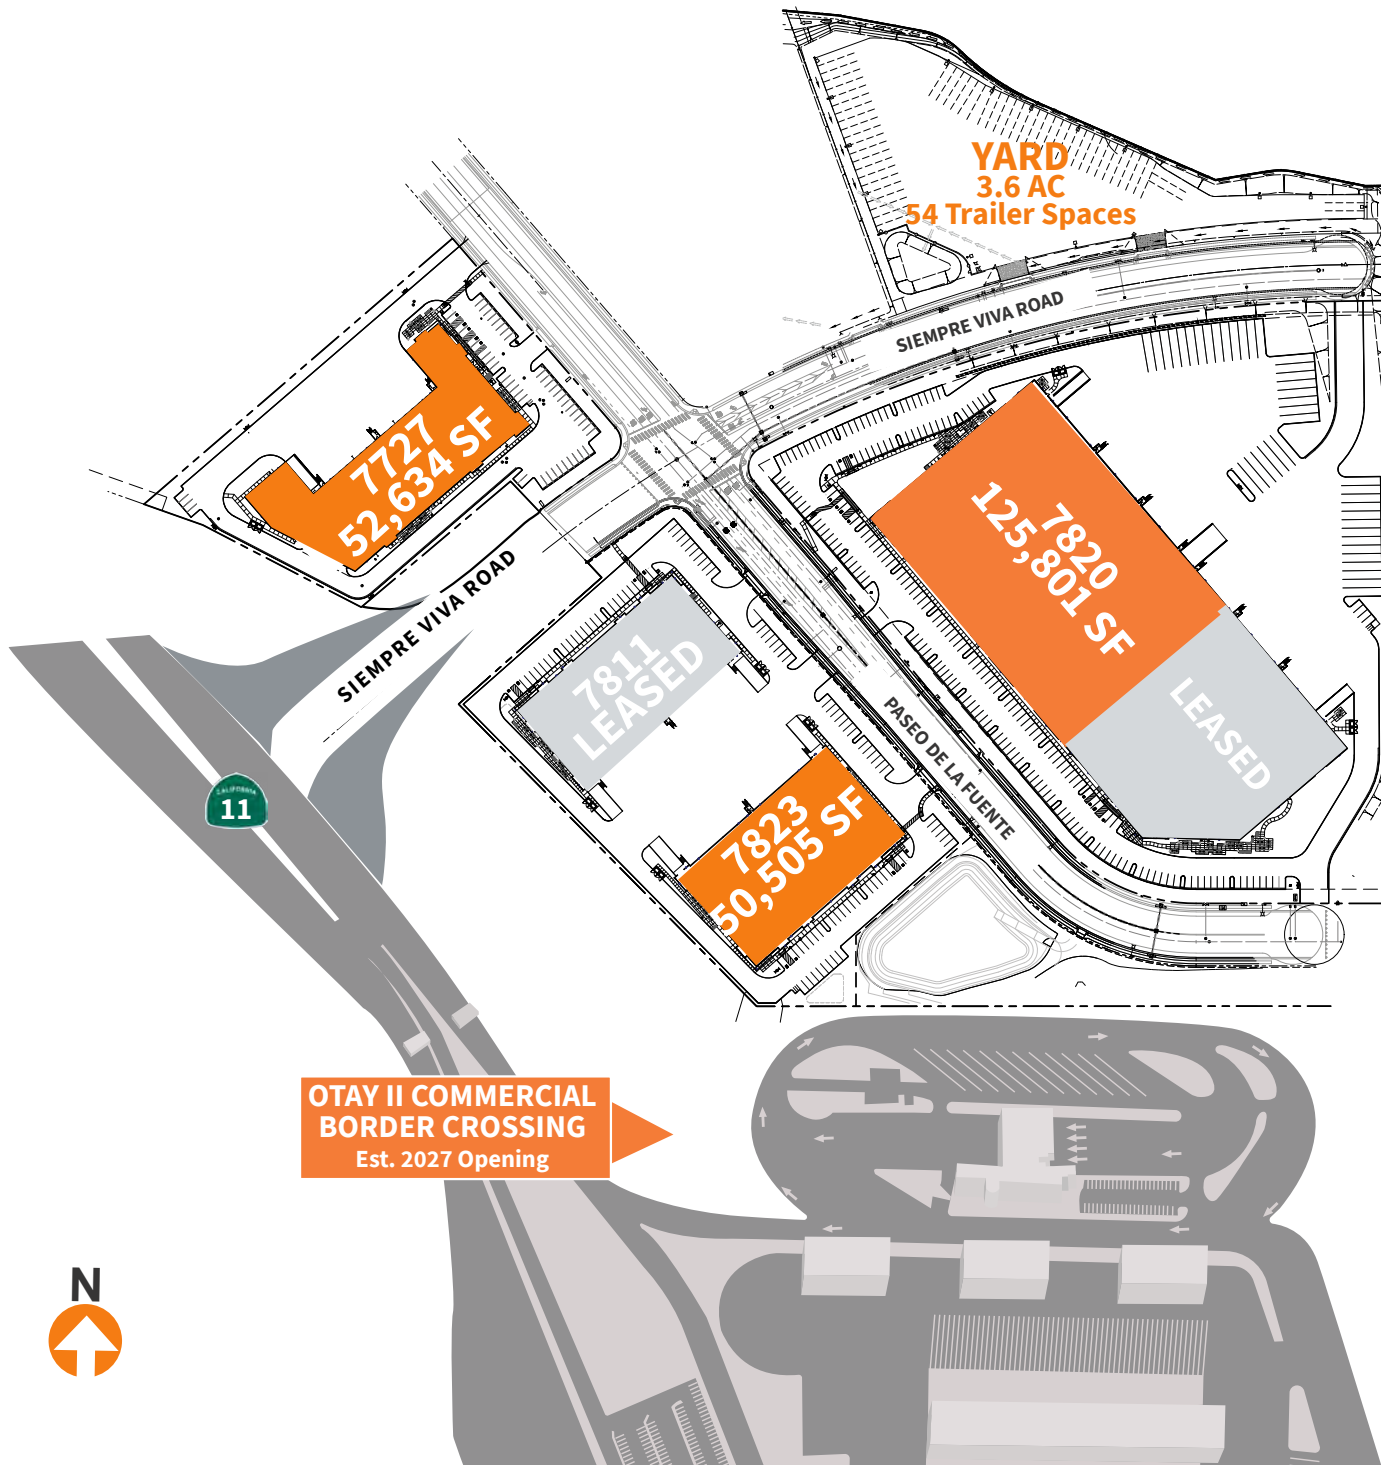 YARD
3.6 AC
54 Trailer Spaces
SIEMPRE VIVA ROAD
7727
52,634 SF
7820
125,801 SF
SIEMPRE VIVA ROAD
7811
LEASED
LEASED
PASEO DE LA FUENTE
CALIFORNIA
11
7823
50,505 SF
OTAY II COMMERCIAL
BORDER CROSSING
Est. 2027 Opening
N